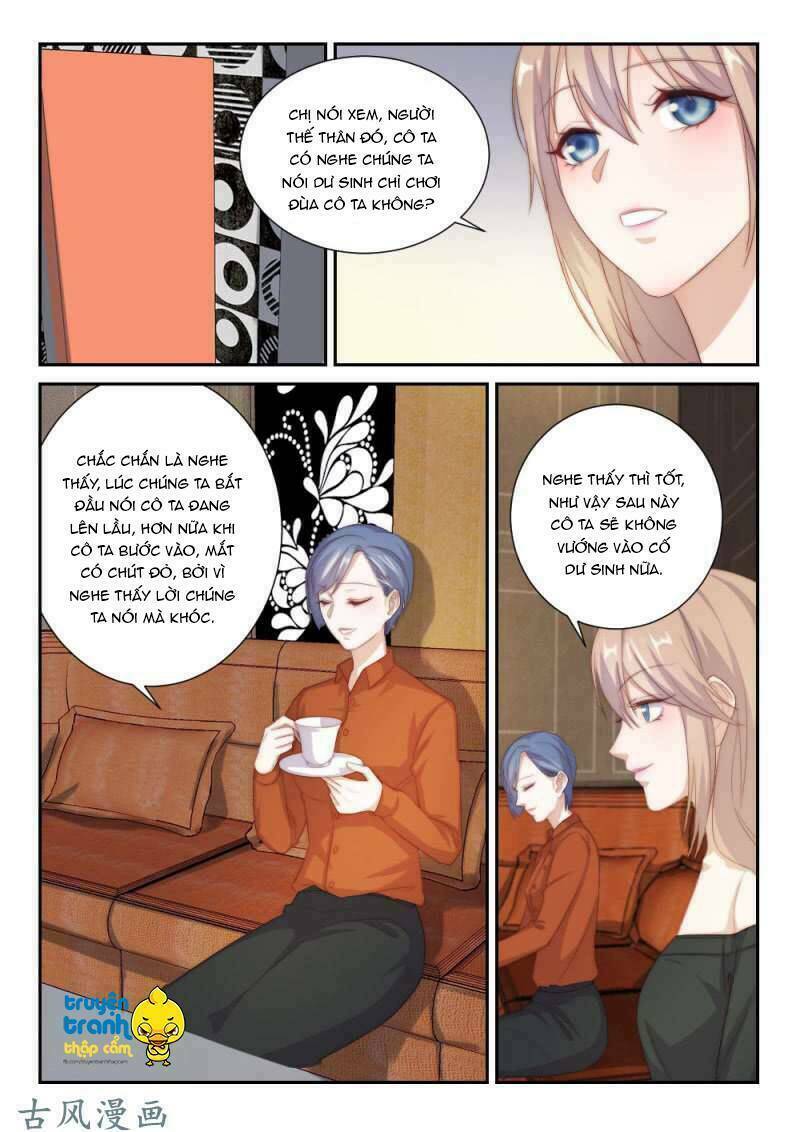 CHỊ NÓI XEM, NGƯỜI
THẾ THÂN ĐÓ, CÔ TA
CÓ NGHE CHÚNG TA
NÓI DƯ SINH CHỈ CHƠI
ĐÙA CÔ TA KHÔNG?
CHẮC CHẮN LÀ NGHE
THẤY, LÚC CHÚNG TA BẮT
ĐẦU NÓI CÔ TA ĐANG
LÊN LẦU, HƠN NỮA KHI
CÔ TA BƯỚC VÀO, MẮT
CÓ CHÚT ĐỎ, BỞI VÌ
NGHE THẤY LỜI CHÚNG
TA NÓI MÀ KHÓC.
NGHE THẤY THÌ TỐT,
NHƯ VẬY SAU NÀY
CÔ TA SẼ KHÔNG
VƯỚNG VÀO CỐ
DƯ SINH NỮA.
truyện
tranh
thập cẩm
古风漫画